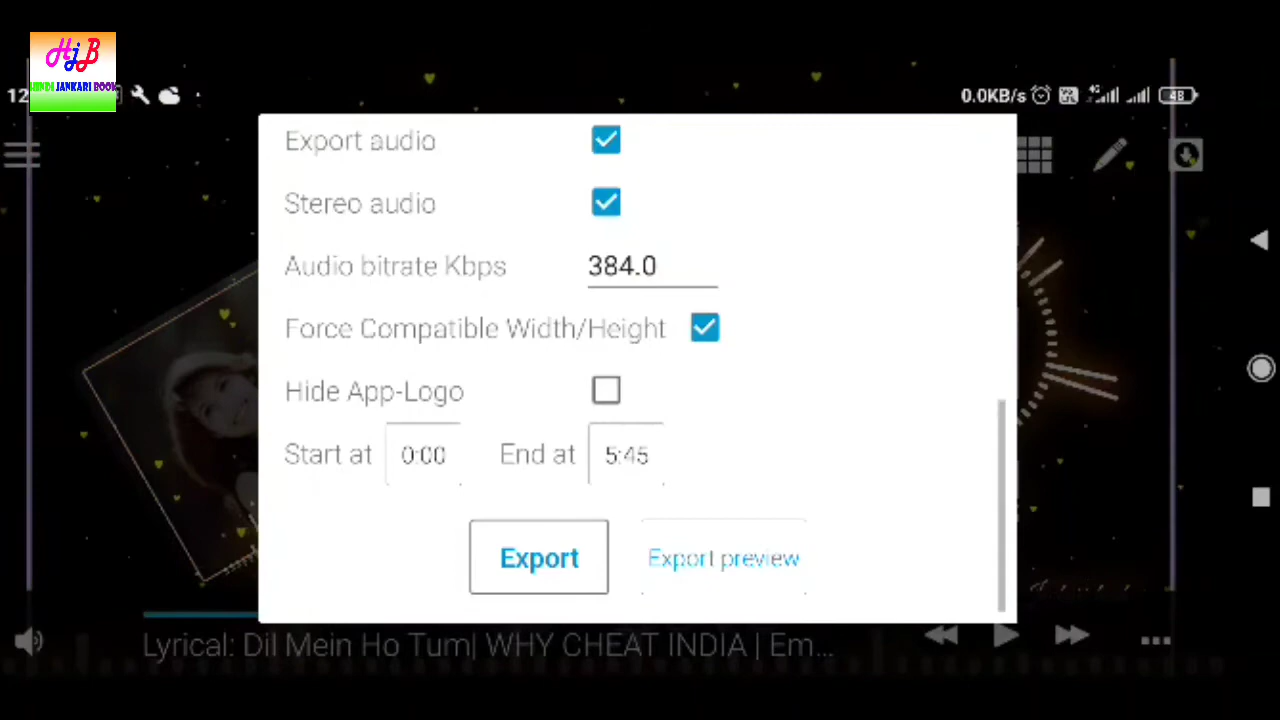 HjB
HINDI JANKARI BOOK
12
0.0KB/s
4G
48
Export audio
Stereo audio
Audio bitrate Kbps 384.0
Force Compatible Width/Height
Hide App-Logo
Start at 0:00 End at 5:45
Export Export preview
Lyrical: Dil Mein Ho Tum| WHY CHEAT INDIA | Em...